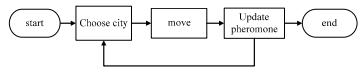 start
Choose city
move
Update
pheromone
end